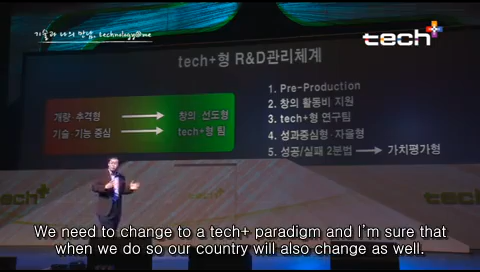 기술과 나의 만남, technology@me
tech+
tech+형 R&D관리체계
개량·추격형 → 창의·선도형
기술·기능 중심 → tech+형 팀
1. Pre-Production
2. 창의 활동비 지원
3. tech+형 연구팀
4. 성과중심형·자율형
5. 성공/실패 2분법 → 가치평가형
tech+
tech+
We need to change to a tech+ paradigm and I'm sure that
when we do so our country will also change as well.